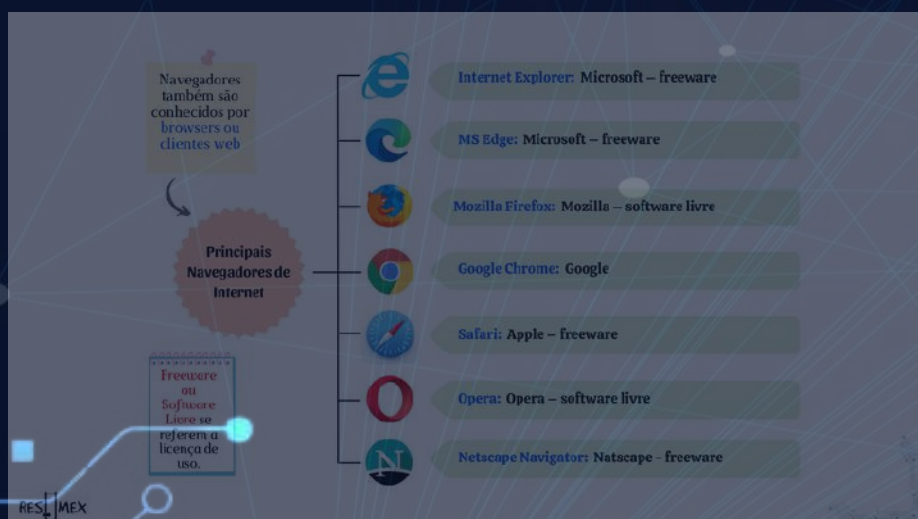 Navegadores
também são
conhecidos por
browsers ou
clientes web
Principais
Navegadores de
Internet
Internet Explorer: Microsoft – freeware
MS Edge: Microsoft – freeware
Mozilla Firefox: Mozilla – software livre
Google Chrome: Google
Safari: Apple – freeware
Opera: Opera – software livre
Netscape Navigator: Natscape - freeware
Freeware
ou
Software
Livre se
referem a
licença de
uso.
RESUMEX